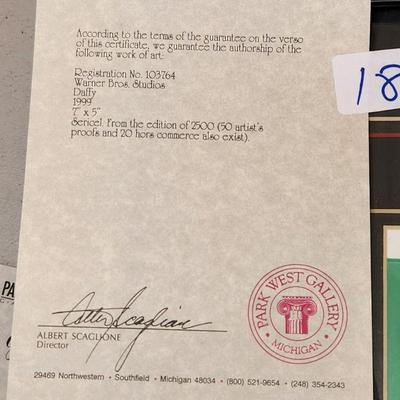 According to the terms of the guarantee on the verso
of this certificate, we guarantee the authorship of the
following work of art:
Registration No. 103764
Warner Bros. Studios
Daffy
1999
7" x 5"
Sericel. From the edition of 2500 (50 artist's
proofs and 20 hors commerce also exist).
18
PA
Albert Scaglione
ALBERT SCAGLIONE
Director
PARK WEST GALLERY
MICHIGAN
29469 Northwestern • Southfield • Michigan 48034 • (800) 521-9654 • (248) 354-2343